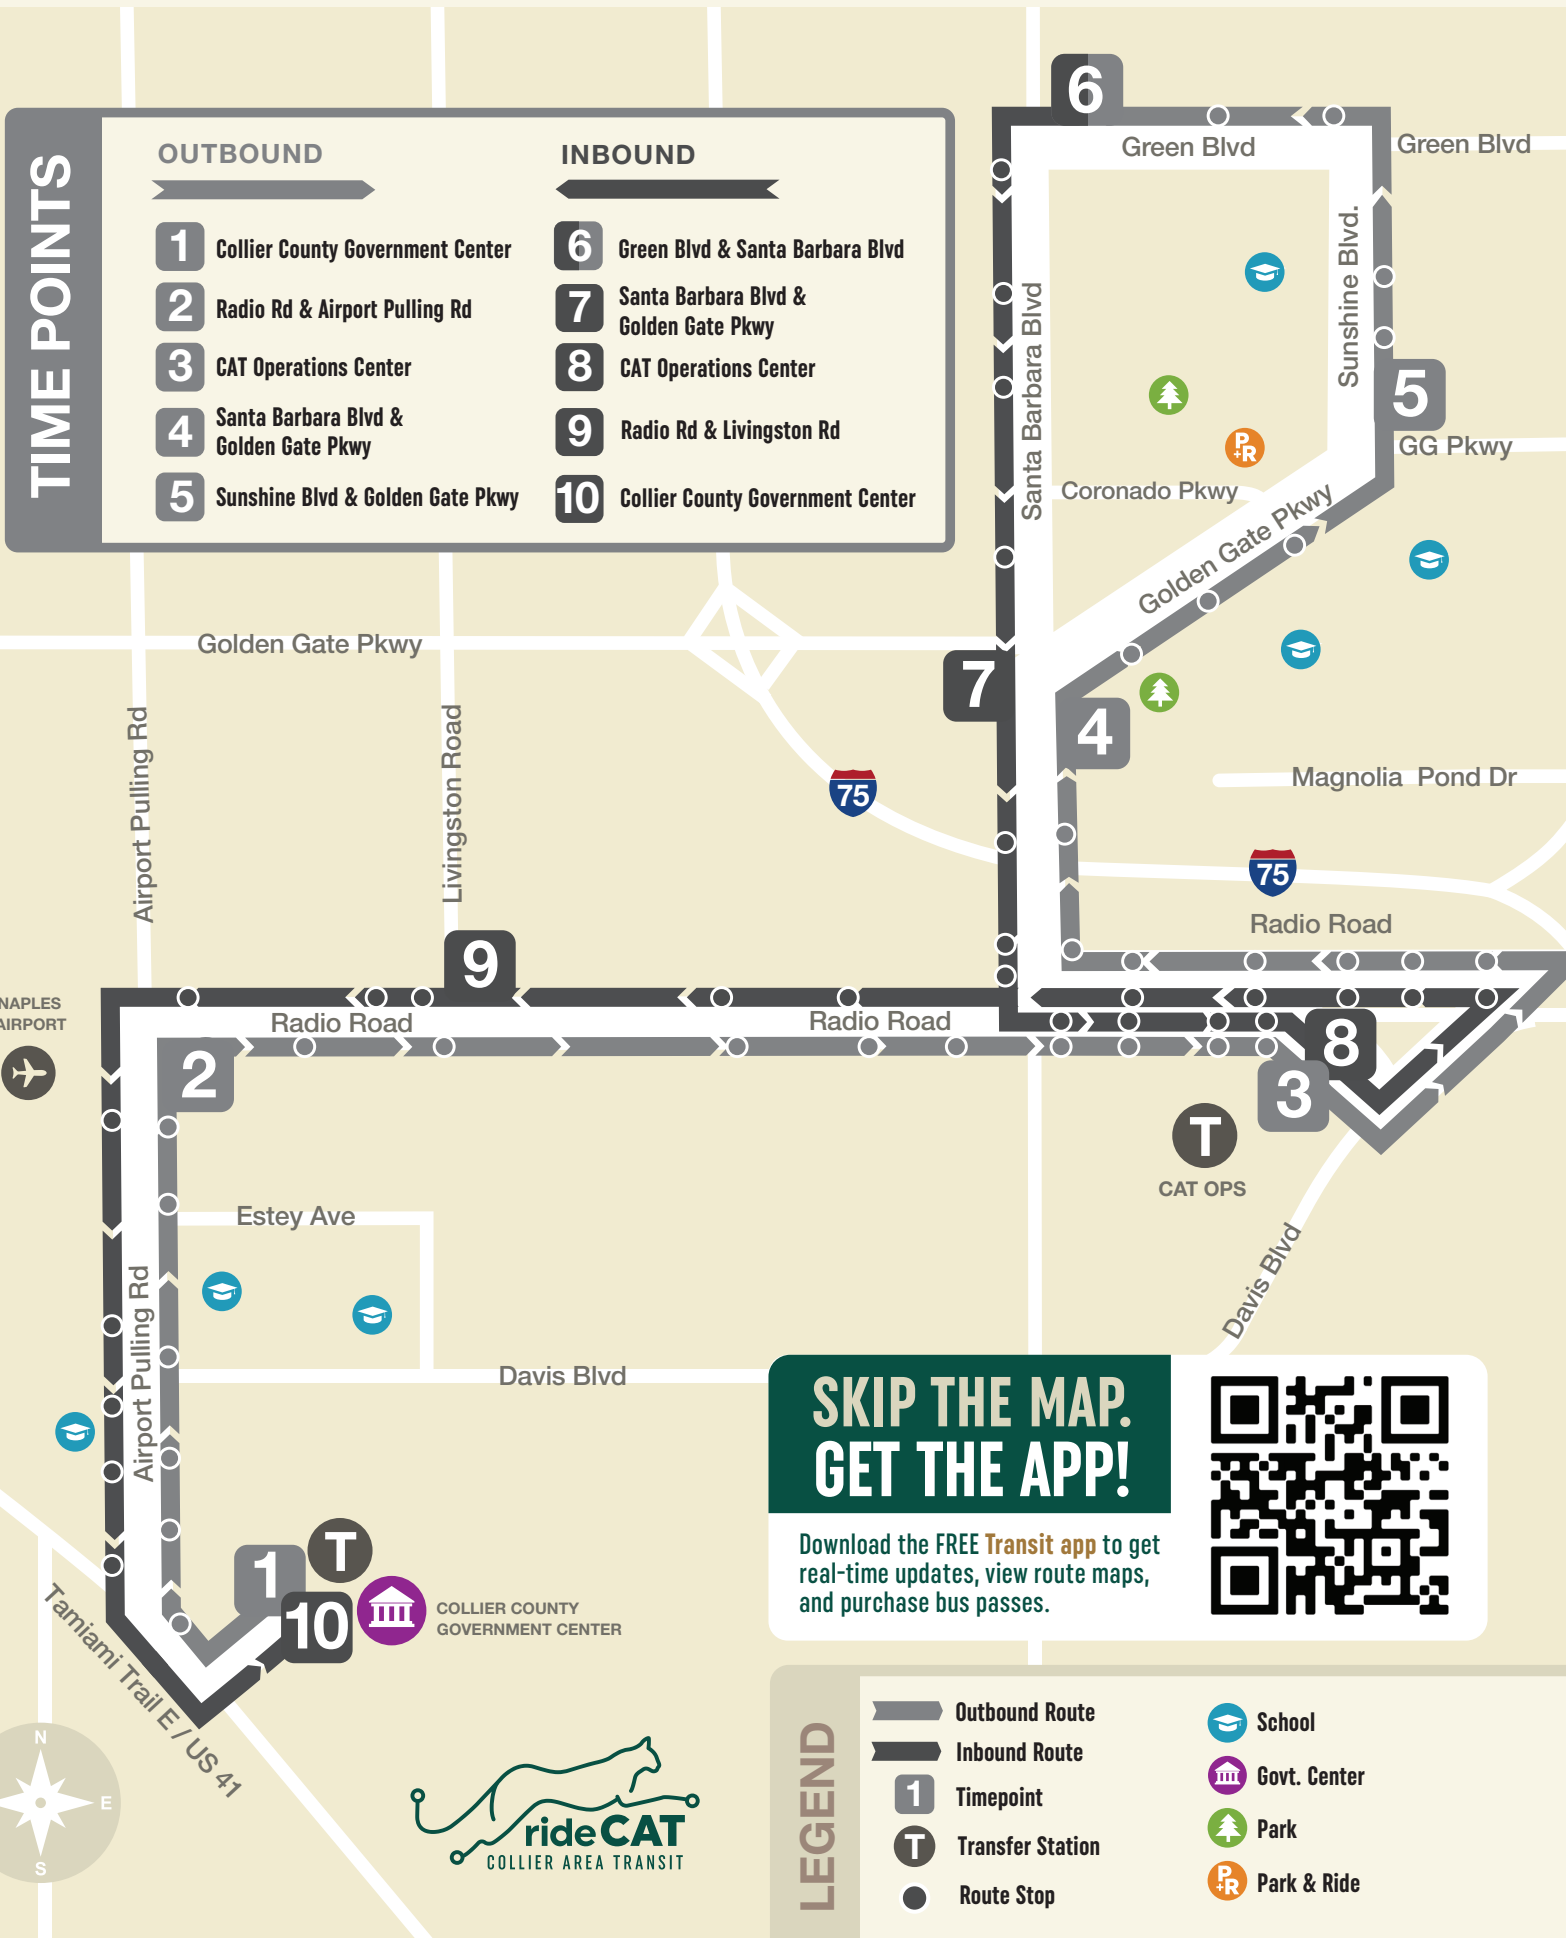 TIME POINTS
OUTBOUND
1 Collier County Government Center
2 Radio Rd & Airport Pulling Rd
3 CAT Operations Center
4 Santa Barbara Blvd &
Golden Gate Pkwy
5 Sunshine Blvd & Golden Gate Pkwy
INBOUND
6 Green Blvd & Santa Barbara Blvd
7 Santa Barbara Blvd &
Golden Gate Pkwy
8 CAT Operations Center
9 Radio Rd & Livingston Rd
10 Collier County Government Center
6
Green Blvd
Green Blvd
Sunshine Blvd.
Santa Barbara Blvd
5
GG Pkwy
P+R
Coronado Pkwy
Golden Gate Pkwy
Golden Gate Pkwy
7
4
Airport Pulling Rd
Livingston Road
75
Magnolia Pond Dr
75
Radio Road
9
NAPLES
AIRPORT
Radio Road
Radio Road
2
8
3
T
CAT OPS
Estey Ave
Davis Blvd
Airport Pulling Rd
Davis Blvd
SKIP THE MAP.
GET THE APP!
Download the FREE Transit app to get
real-time updates, view route maps,
and purchase bus passes.
1
T
10
COLLIER COUNTY
GOVERNMENT CENTER
Tamiami Trail E / US 41
N
E
S
rideCAT
COLLIER AREA TRANSIT
LEGEND
Outbound Route
Inbound Route
1 Timepoint
T Transfer Station
Route Stop
School
Govt. Center
Park
P+R Park & Ride